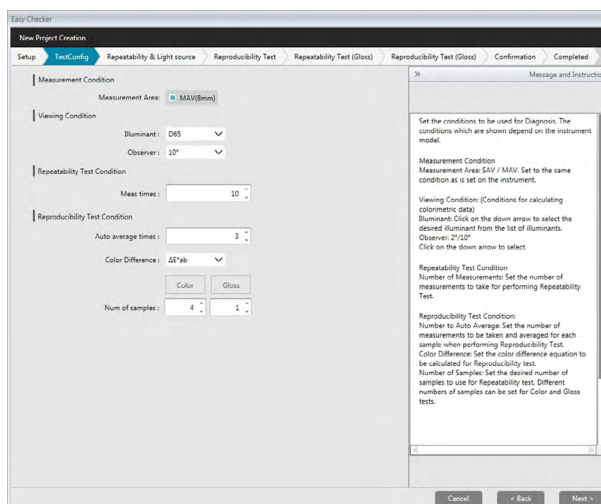 Easy Checker
New Project Creation
Setup TestConfig Repeatability & Light source Reproducibility Test Repeatability Test (Gloss) Reproducibility Test (Gloss) Confirmation Completed
Measurement Condition
Measurement Area: MAV(8mm)
Viewing Condition
Illuminant: D65
Observer: 10°
Repeatability Test Condition
Meas times: 10
Reproducibility Test Condition
Auto average times: 3
Color Difference: ΔE*ab
Color Gloss
Num of samples: 4 1
» Message and Instructio
Set the conditions to be used for Diagnosis. The
conditions which are shown depend on the instrument
model.
Measurement Condition
Measurement Area: SAV / MAV. Set to the same
condition as is set on the instrument.
Viewing Condition: (Conditions for calculating
colorimetric data)
Illuminant: Click on the down arrow to select the
desired illuminant from the list of illuminants.
Observer: 2°/10°
Click on the down arrow to select.
Repeatability Test Condition
Number of Measurements: Set the number of
measurements to take for performing Repeatability
Test.
Reproducibility Test Condition:
Number to Auto Average: Set the number of
measurements to be taken and averaged for each
sample when performing Reproducibility Test.
Color Difference: Set the color difference equation to
be calculated for Reproducibility test.
Number of Samples: Set the desired number of
samples to use for Repeatability test. Different
numbers of samples can be set for Color and Gloss
tests.
Cancel < Back Next >